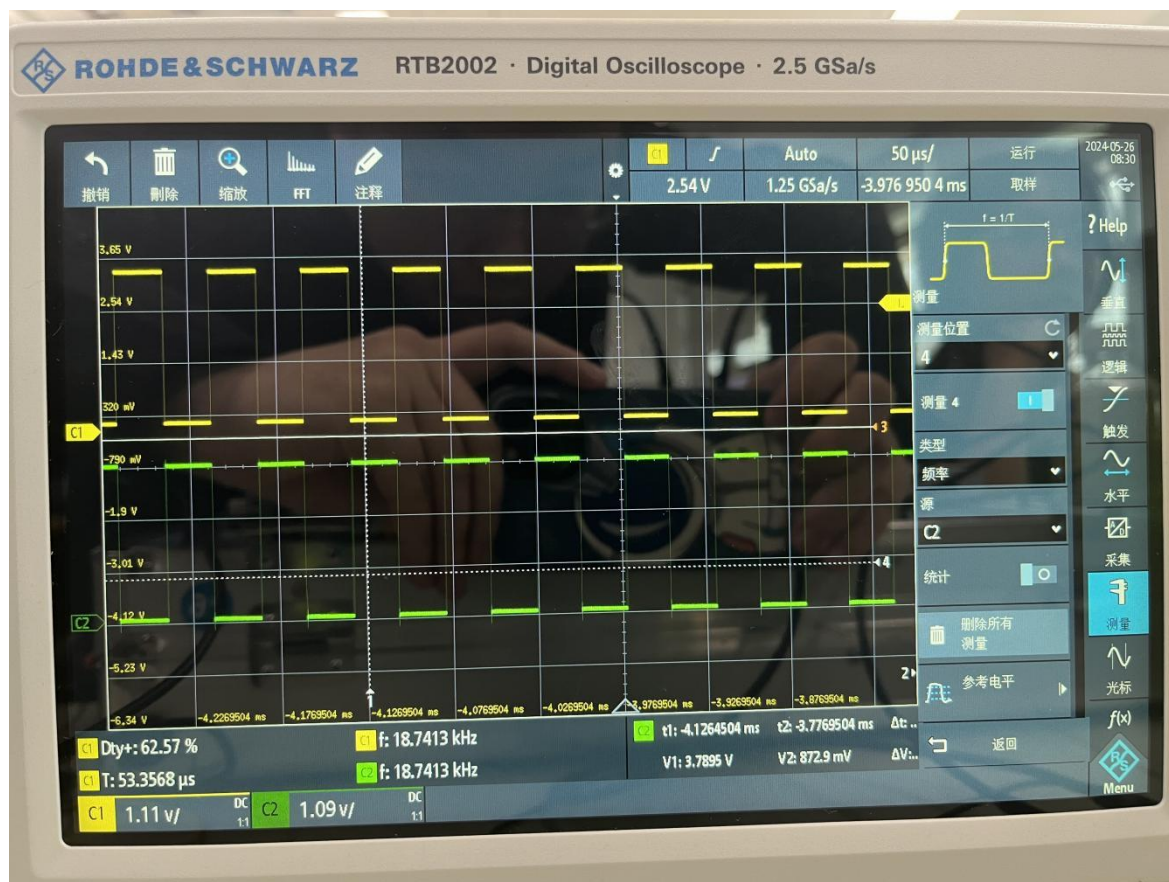 ROHDE&SCHWARZ RTB2002 · Digital Oscilloscope · 2.5 GSa/s
撤销 删除 缩放 FFT 注释
C1 Auto 50 µs/ 运行
2.54 V 1.25 GSa/s -3.976 950 4 ms 取样
2024-05-26
08:30
f = 1/T
测量
? Help
垂直
逻辑
触发
水平
采集
测量
光标
f(x)
Menu
测量位置
4
测量 4
类型
频率
源
C2
统计
删除所有
测量
参考电平
返回
3.65 V
2.54 V
1.43 V
320 mV
C1
3
-790 mV
-1.9 V
-3.01 V
4
C2
-4.12 V
-5.23 V
2
-6.34 V
-4.2269504 ms -4.1769504 ms -4.1269504 ms -4.0769504 ms -4.0269504 ms -3.9769504 ms -3.9269504 ms -3.8769504 ms
C1 Dty+: 62.57 % C1 f: 18.7413 kHz C2 t1: -4.1264504 ms t2: -3.7769504 ms Δt: ..
C1 T: 53.3568 µs C2 f: 18.7413 kHz V1: 3.7895 V V2: 872.9 mV ΔV:..
C1 1.11 V/ DC 1:1 C2 1.09 V/ DC 1:1